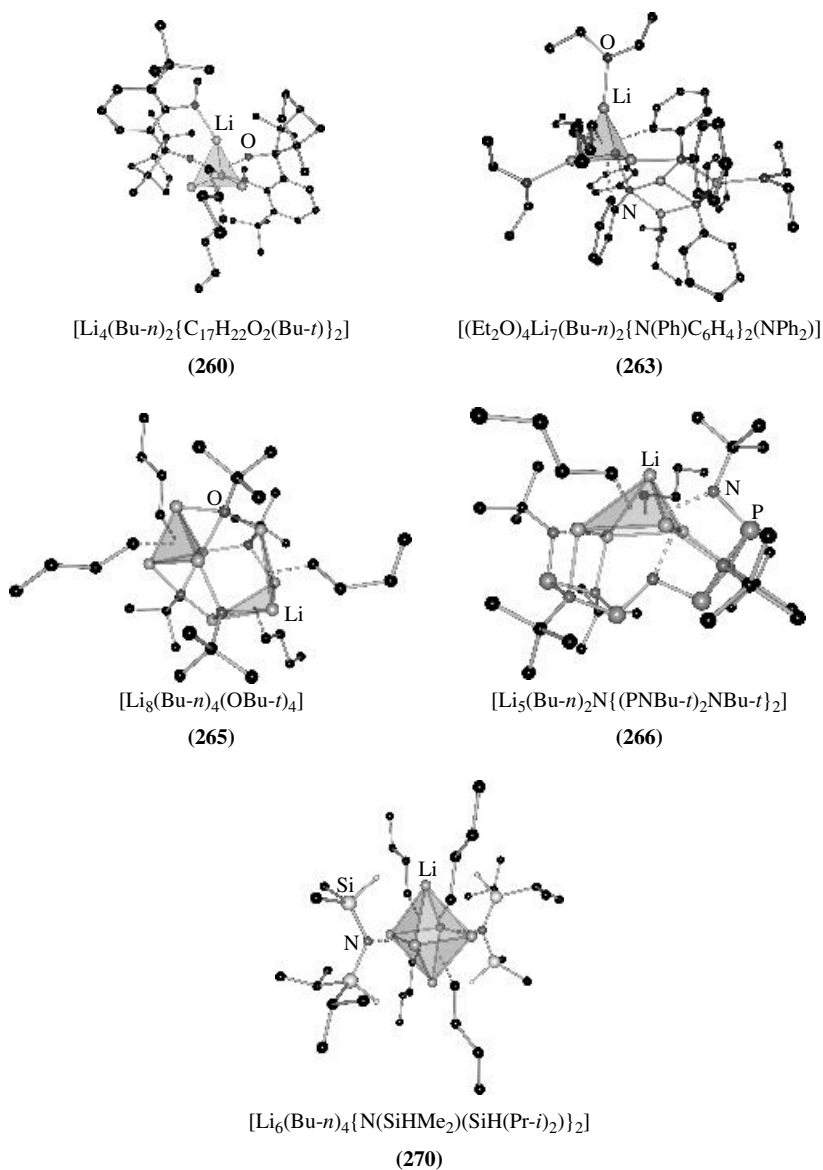 O
Li
O
Li
N
[Li4(Bu-n)2{C17H22O2(Bu-t)}2]
[(Et2O)4Li7(Bu-n)2{N(Ph)C6H4}2(NPh2)]
(260)
(263)
O
Li
Li
N
P
[Li8(Bu-n)4(OBu-t)4]
[Li5(Bu-n)2N{(PNBu-t)2NBu-t}2]
(265)
(266)
Li
Si
N
[Li6(Bu-n)4{N(SiHMe2)(SiH(Pr-i)2)}2]
(270)